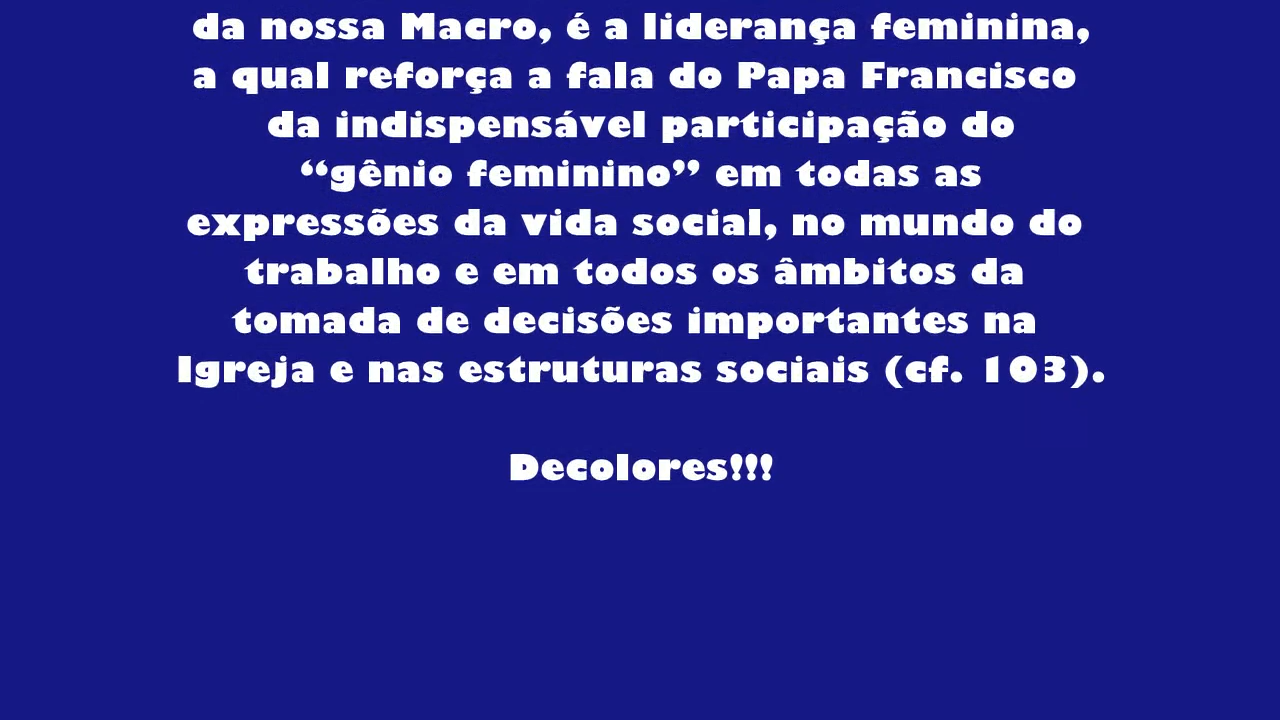 da nossa Macro, é a liderança feminina,
a qual reforça a fala do Papa Francisco
da indispensável participação do
“gênio feminino” em todas as
expressões da vida social, no mundo do
trabalho e em todos os âmbitos da
tomada de decisões importantes na
Igreja e nas estruturas sociais (cf. 103).
Decolores!!!